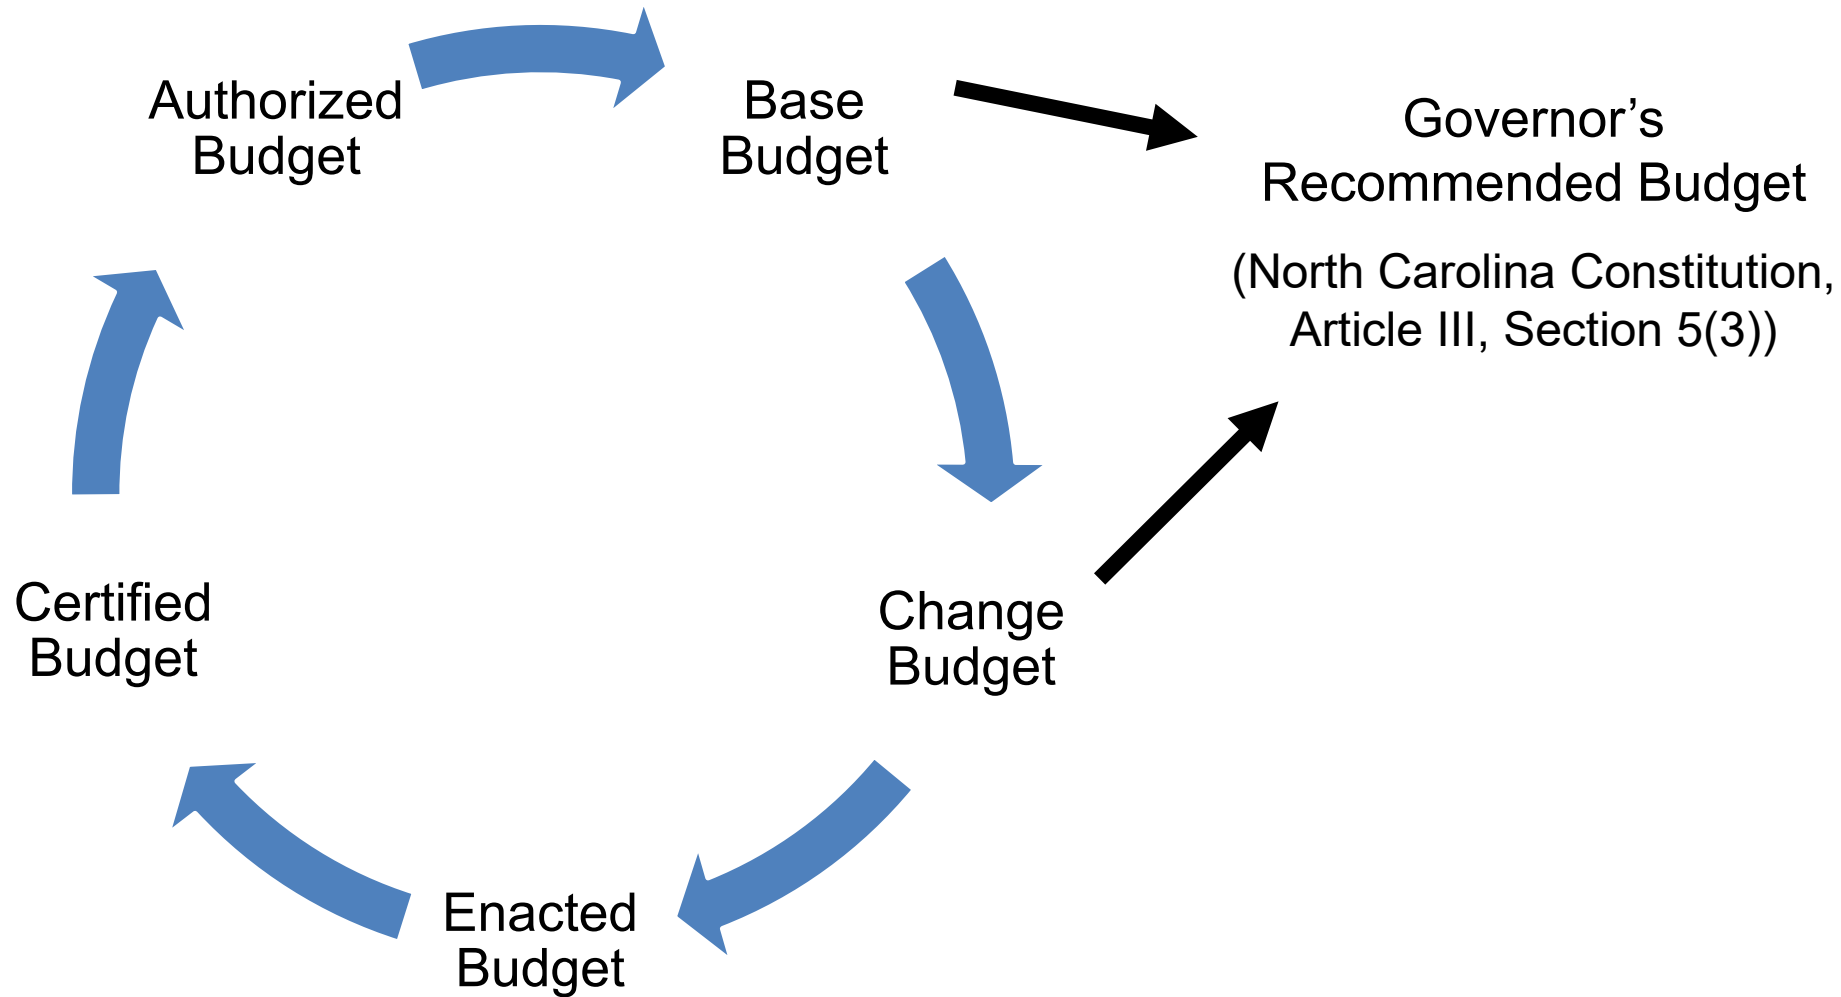 Authorized
Budget
Base
Budget
Governor’s
Recommended Budget
(North Carolina Constitution,
Article III, Section 5(3))
Certified
Budget
Change
Budget
Enacted
Budget